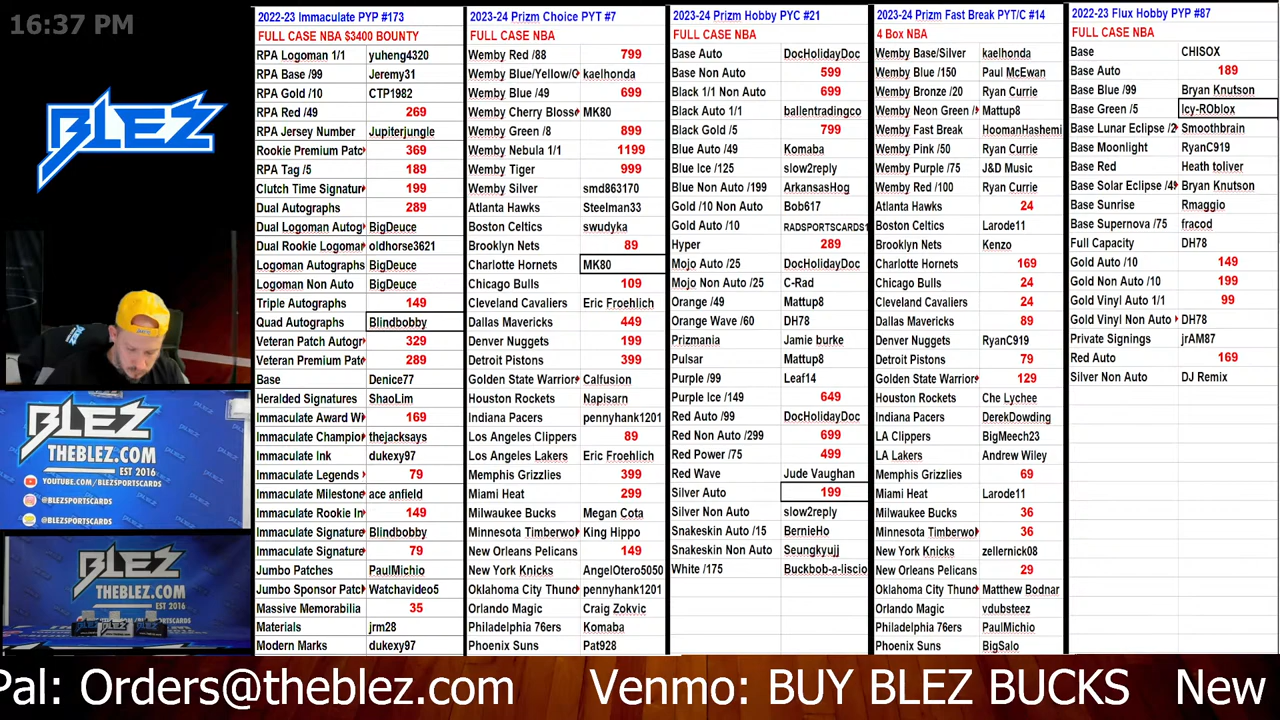 16:37 PM
BLEZ
BLEZ
THEBLEZ.COM
EST 2016
YOUTUBE.COM/BLEZSPORTSCARDS
@BLEZSPORTSCARDS
@BLEZSPORTSCARDS
BLEZ
THEBLEZ.COM
EST 2016
2022-23 Immaculate PYP #173
FULL CASE NBA $3400 BOUNTY
RPA Logoman 1/1 yuheng4320
RPA Base /99 Jeremy31
RPA Gold /10 CTP1982
RPA Red /49 269
RPA Jersey Number Jupiterjungle
Rookie Premium Patc 369
RPA Tag /5 189
Clutch Time Signatur 199
Dual Autographs 289
Dual Logoman Autog BigDeuce
Dual Rookie Logomar oldhorse3621
Logoman Autographs BigDeuce
Logoman Non Auto BigDeuce
Triple Autographs 149
Quad Autographs Blindbobby
Veteran Patch Autogr 329
Veteran Premium Pate 289
Base Denice77
Heralded Signatures ShaoLim
Immaculate Award Wi 169
Immaculate Champio thejacksays
Immaculate Ink dukexp97
Immaculate Legends 79
Immaculate Milestone ace anfield
Immaculate Rookie In 149
Immaculate Signature Blindbobby
Immaculate Signature 79
Jumbo Patches PaulMichio
Jumbo Sponsor Patc Watchavideo5
Massive Memorabilia 35
Materials jrm28
Modern Marks dukexp97
2023-24 Prizm Choice PYT #7
FULL CASE NBA
Wemby Red /88 799
Wemby Blue/Yellow/G kaelhonda
Wemby Blue /49 699
Wemby Cherry Bloss MK80
Wemby Green /8 899
Wemby Nebula 1/1 1199
Wemby Tiger 999
Wemby Silver smd863170
Atlanta Hawks Steelman33
Boston Celtics swudyka
Brooklyn Nets 89
Charlotte Hornets MK80
Chicago Bulls 109
Cleveland Cavaliers Eric Froehlich
Dallas Mavericks 449
Denver Nuggets 199
Detroit Pistons 399
Golden State Warrior Calfusion
Houston Rockets Napisarn
Indiana Pacers pennyhank1201
Los Angeles Clippers 89
Los Angeles Lakers Eric Froehlich
Memphis Grizzlies 399
Miami Heat 299
Milwaukee Bucks Megan Cota
Minnesota Timberwo King Hippo
New Orleans Pelicans 149
New York Knicks AngelOtero5050
Oklahoma City Thund pennyhank1201
Orlando Magic Craig Zokvic
Philadelphia 76ers Komaba
Phoenix Suns Pat928
2023-24 Prizm Hobby PYC #21
FULL CASE NBA
Base Auto DocHolidayDoc
Base Non Auto 599
Black 1/1 Non Auto 699
Black Auto 1/1 ballentradingco
Black Gold /5 799
Blue Auto /49 Komaba
Blue Ice /125 slow2reply
Blue Non Auto /199 ArkansasHog
Gold /10 Non Auto Bob617
Gold Auto /10 RADSPORTSCARDS1
Hyper 289
Mojo Auto /25 DocHolidayDoc
Mojo Non Auto /25 C-Rad
Orange /49 Mattup8
Orange Wave /60 DH78
Prizmania Jamie burke
Pulsar Mattup8
Purple /99 Leaf14
Purple Ice /149 649
Red Auto /99 DocHolidayDoc
Red Non Auto /299 699
Red Power /75 499
Red Wave Jude Vaughan
Silver Auto 199
Silver Non Auto slow2reply
Snakeskin Auto /15 BernieHo
Snakeskin Non Auto Seungkyujj
White /175 Buckbob-a-liscio
2023-24 Prizm Fast Break PYT/C #14
4 Box NBA
Wemby Base/Silver kaelhonda
Wemby Blue /150 Paul McEwan
Wemby Bronze /20 Ryan Currie
Wemby Neon Green / Mattup8
Wemby Fast Break HoomanHashemi
Wemby Pink /50 Ryan Currie
Wemby Purple /75 J&D Music
Wemby Red /100 Ryan Currie
Atlanta Hawks 24
Boston Celtics Larode11
Brooklyn Nets Kenzo
Charlotte Hornets 169
Chicago Bulls 24
Cleveland Cavaliers 24
Dallas Mavericks 89
Denver Nuggets RyanC919
Detroit Pistons 79
Golden State Warrior 129
Houston Rockets Che Lychee
Indiana Pacers DerekDowding
LA Clippers BigMeech23
LA Lakers Andrew Wiley
Memphis Grizzlies 69
Miami Heat Larode11
Milwaukee Bucks 36
Minnesota Timberwo 36
New York Knicks zellernick08
New Orleans Pelicans 29
Oklahoma City Thund Matthew Bodnar
Orlando Magic vdubsteez
Philadelphia 76ers PaulMichio
Phoenix Suns BigSalo
2022-23 Flux Hobby PYP #87
FULL CASE NBA
Base CHISOX
Base Auto 189
Base Blue /99 Bryan Knutson
Base Green /5 Icy-ROblox
Base Lunar Eclipse /2 Smoothbrain
Base Moonlight RyanC919
Base Red Heath toliver
Base Solar Eclipse /4 Bryan Knutson
Base Sunrise Rmaggio
Base Supernova /75 fracod
Full Capacity DH78
Gold Auto /10 149
Gold Non Auto /10 199
Gold Vinyl Auto 1/1 99
Gold Vinyl Non Auto DH78
Private Signings jrAM87
Red Auto 169
Silver Non Auto DJ Remix
Pal: Orders@theblez.com Venmo: BUY BLEZ BUCKS New